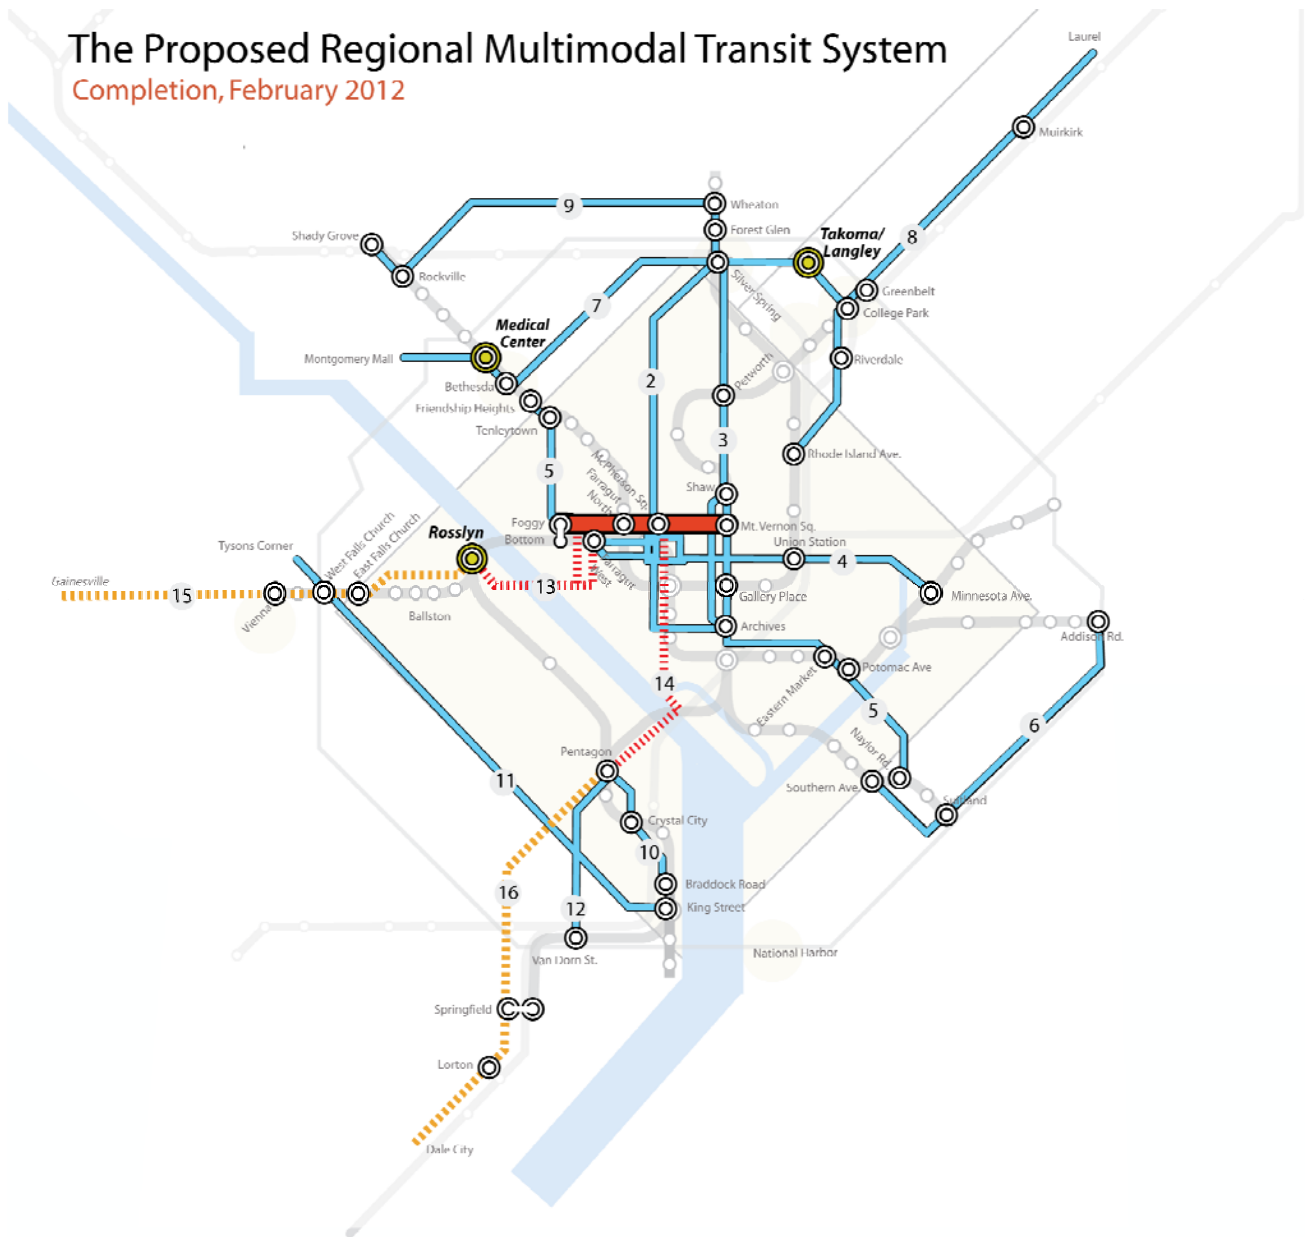 The Proposed Regional Multimodal Transit System
Completion, February 2012
Laurel
Muirkirk
9
Wheaton
Forest Glen
Shady Grove
Rockville
Takoma/
Langley
8
Silver Spring
Greenbelt
College Park
7
Medical
Center
Montgomery Mall
Bethesda
Riverdale
Petworth
2
Friendship Heights
Tenleytown
3
Rhode Island Ave.
5
McPherson Sq.
Farragut
North
Shaw
Foggy
Bottom
Mt. Vernon Sq.
Union Station
Rosslyn
West Falls Church
East Falls Church
Tysons Corner
4
Farragut
West
13
Gainesville
15
Vienna
Ballston
Gallery Place
Minnesota Ave.
Archives
Addison Rd.
Eastern Market
Potomac Ave
14
5
6
Naylor Rd.
Pentagon
11
Southern Ave.
Suitland
Crystal City
10
16
Braddock Road
12
King Street
Van Dorn St.
National Harbor
Springfield
Lorton
Dale City